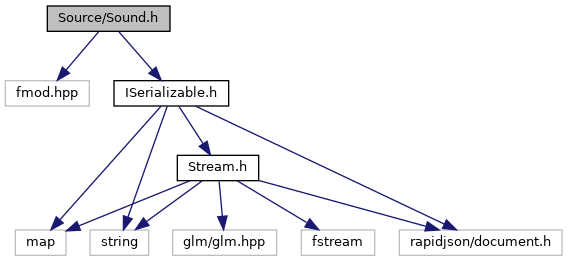 Source/Sound.h
fmod.hpp
ISerializable.h
Stream.h
map
string
glm/glm.hpp
fstream
rapidjson/document.h